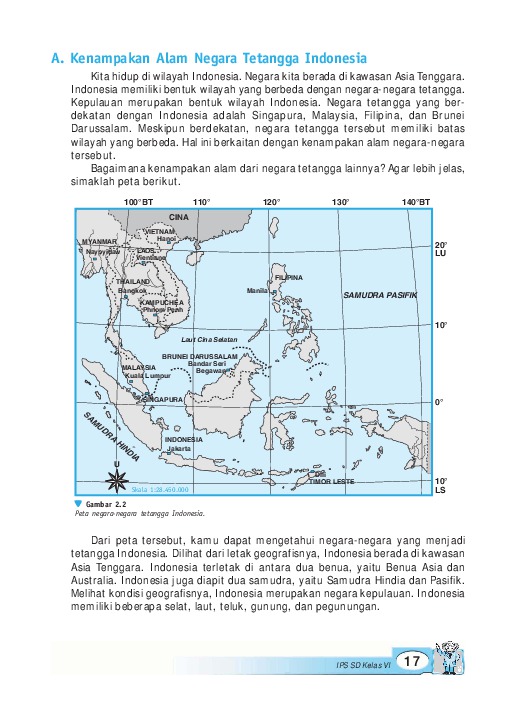 A. Kenampakan Alam Negara Tetangga Indonesia
Kita hidup di wilayah Indonesia. Negara kita berada di kawasan Asia Tenggara.
Indonesia memiliki bentuk wilayah yang berbeda dengan negara-negara tetangga.
Kepulauan merupakan bentuk wilayah Indonesia. Negara tetangga yang ber-
dekatan dengan Indonesia adalah Singapura, Malaysia, Filipina, dan Brunei
Darussalam. Meskipun berdekatan, negara tetangga tersebut memiliki batas
wilayah yang berbeda. Hal ini berkaitan dengan kenampakan alam negara-negara
tersebut.
Bagaimana kenampakan alam dari negara tetangga lainnya? Agar lebih jelas,
simaklah peta berikut.
100°BT 110° 120° 130° 140°BT
CINA
VIETNAM
Hanoi
MYANMAR
Naypyidaw
LAOS
Vientiane
20°
LU
THAILAND
Bangkok
FILIPINA
Manila
SAMUDRA PASIFIK
KAMPUCHEA
Phnom Penh
10°
Laut Cina Selatan
BRUNEI DARUSSALAM
Bandar Seri
Begawan
MALAYSIA
Kuala Lumpur
SINGAPURA
0°
SAMUDRA HINDIA
INDONESIA
Jakarta
U
Dili
TIMOR LESTE
10°
LS
Skala 1:28.450.000
Gambar 2.2
Peta negara-negara tetangga Indonesia.
Dari peta tersebut, kamu dapat mengetahui negara-negara yang menjadi
tetangga Indonesia. Dilihat dari letak geografisnya, Indonesia berada di kawasan
Asia Tenggara. Indonesia terletak di antara dua benua, yaitu Benua Asia dan
Australia. Indonesia juga diapit dua samudra, yaitu Samudra Hindia dan Pasifik.
Melihat kondisi geografisnya, Indonesia merupakan negara kepulauan. Indonesia
memiliki beberapa selat, laut, teluk, gunung, dan pegunungan.
IPS SD Kelas VI 17